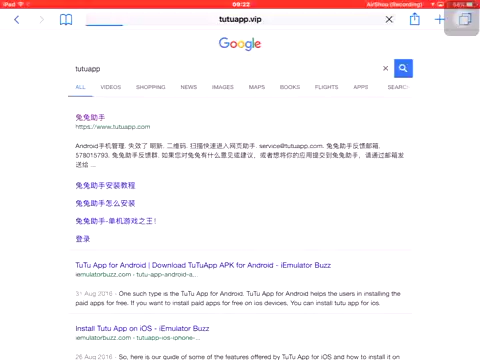 iPad
08:22
AirShou (Recording)
54%
tutuapp.vip
Google
tutuapp
ALL VIDEOS SHOPPING NEWS IMAGES MAPS BOOKS FLIGHTS APPS SEARC
兔兔助手
https://www.tutuapp.com
Android手机管理. 失效了 刷新. 二维码. 扫描快速进入网页助手. service@tutuapp.com. 兔兔助手反馈邮箱.
578015793. 兔兔助手反馈群. 如果您对兔兔有什么意见或建议，或者想将你的应用提交到兔兔助手，请通过邮箱发
送给 ...
兔兔助手安装教程
兔兔助手怎么安装
兔兔助手-单机游戏之王!
登录
TuTu App for Android | Download TuTuApp APK for Android - iEmulator Buzz
iemulatorbuzz.com › tutu-app-android-a...
31 Aug 2016 - One such type is the TuTu App for Android. TuTu App for Android helps the users in installing the
paid apps for free. If you want to install paid apps for free on ios devices, You can install tutu app for ios.
Install Tutu App on iOS - iEmulator Buzz
iemulatorbuzz.com › tutuapp-ios-iphone-...
26 Aug 2016 - So, here is our guide of some of the features offered by TuTu App for iOS and how to install it on